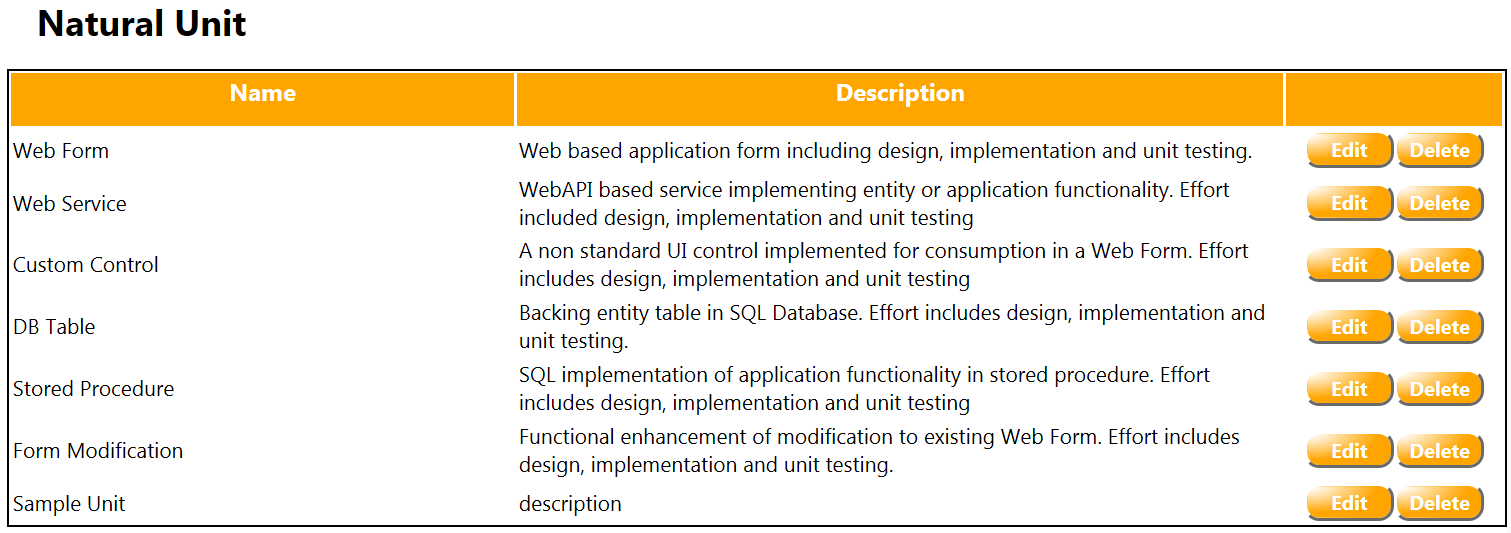 Natural Unit
Name Description
Web Form Web based application form including design, implementation and unit testing. Edit Delete
Web Service WebAPI based service implementing entity or application functionality. Effort
included design, implementation and unit testing Edit Delete
Custom Control A non standard UI control implemented for consumption in a Web Form. Effort
includes design, implementation and unit testing Edit Delete
DB Table Backing entity table in SQL Database. Effort includes design, implementation and
unit testing. Edit Delete
Stored Procedure SQL implementation of application functionality in stored procedure. Effort
includes design, implementation and unit testing Edit Delete
Form Modification Functional enhancement of modification to existing Web Form. Effort includes
design, implementation and unit testing. Edit Delete
Sample Unit description Edit Delete